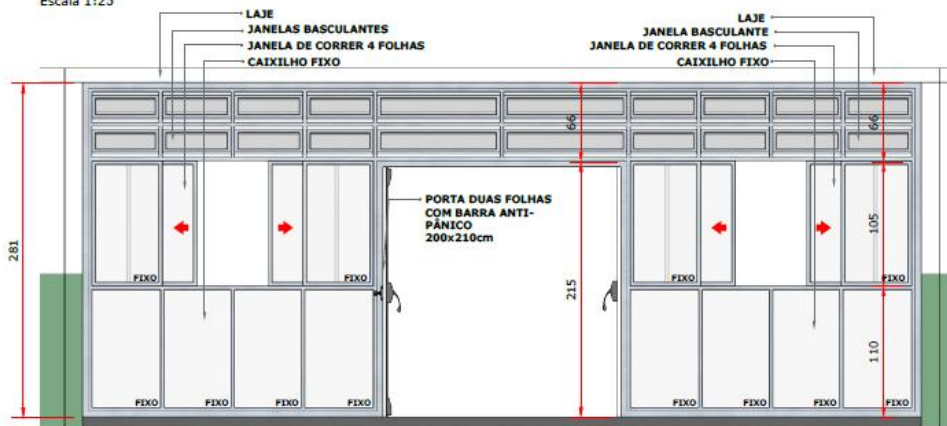 Escala 1:25
LAJE
JANELAS BASCULANTES
JANELA DE CORRER 4 FOLHAS
CAIXILHO FIXO
LAJE
JANELA BASCULANTE
JANELA DE CORRER 4 FOLHAS
CAIXILHO FIXO
66
66
PORTA DUAS FOLHAS
COM BARRA ANTI-
PÂNICO
200x210cm
281
215
105
110
FIXO
FIXO
FIXO
FIXO
FIXO
FIXO
FIXO
FIXO
FIXO
FIXO
FIXO
FIXO